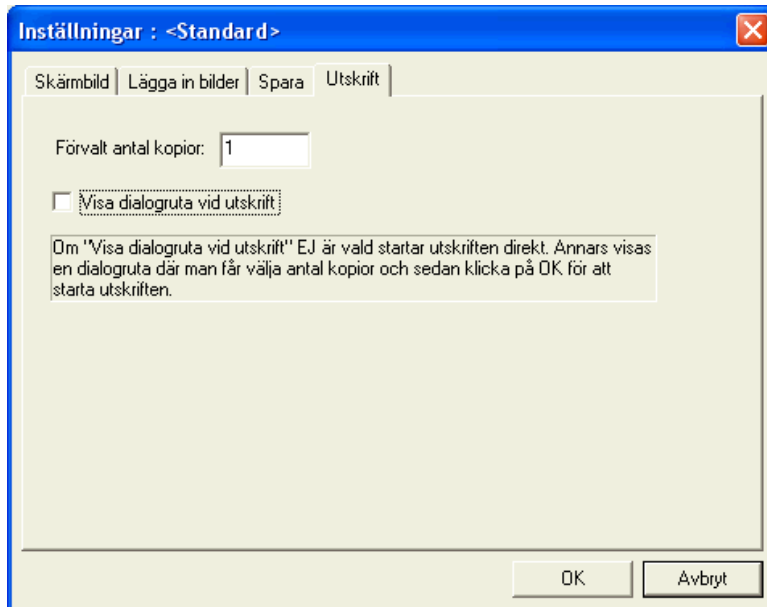 Inställningar : <Standard>
Skärmbild Lägga in bilder Spara Utskrift
Förvalt antal kopior: 1
Visa dialogruta vid utskrift
Om "Visa dialogruta vid utskrift" EJ är vald startar utskriften direkt. Annars visas
en dialogruta där man får välja antal kopior och sedan klicka på OK för att
starta utskriften.
OK Avbryt